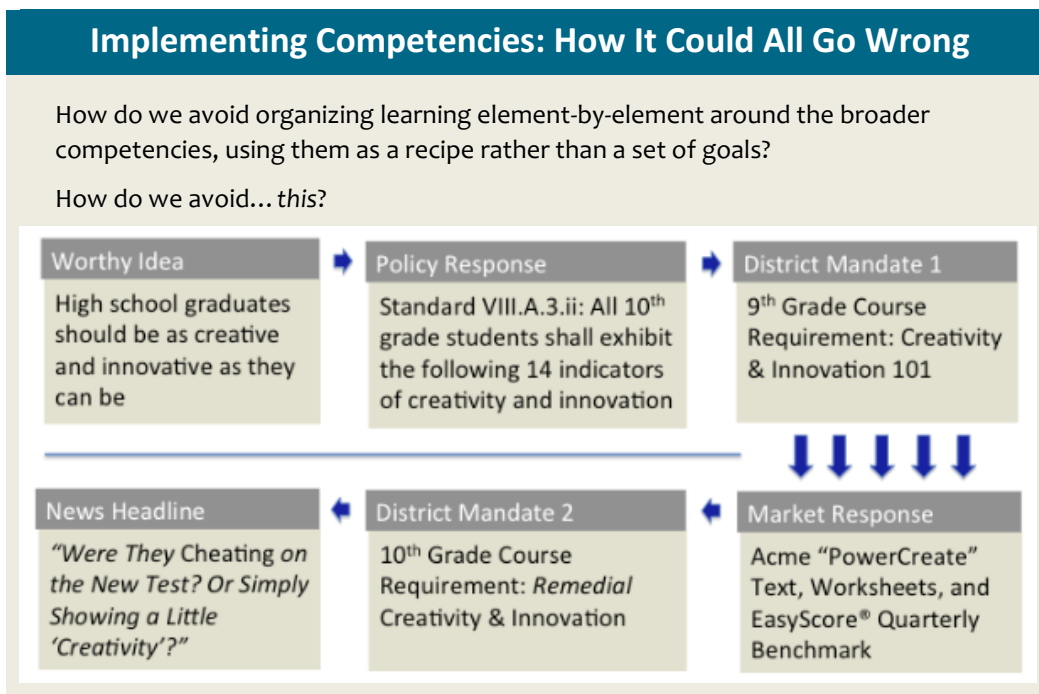 Implementing Competencies: How It Could All Go Wrong
How do we avoid organizing learning element-by-element around the broader
competencies, using them as a recipe rather than a set of goals?
How do we avoid… this?
Worthy Idea
High school graduates
should be as creative
and innovative as they
can be
Policy Response
Standard VIII.A.3.ii: All 10th
grade students shall exhibit
the following 14 indicators
of creativity and innovation
District Mandate 1
9th Grade Course
Requirement: Creativity
& Innovation 101
Market Response
Acme “PowerCreate”
Text, Worksheets, and
EasyScore® Quarterly
Benchmark
District Mandate 2
10th Grade Course
Requirement: Remedial
Creativity & Innovation
News Headline
“Were They Cheating on
the New Test? Or Simply
Showing a Little
‘Creativity’?”